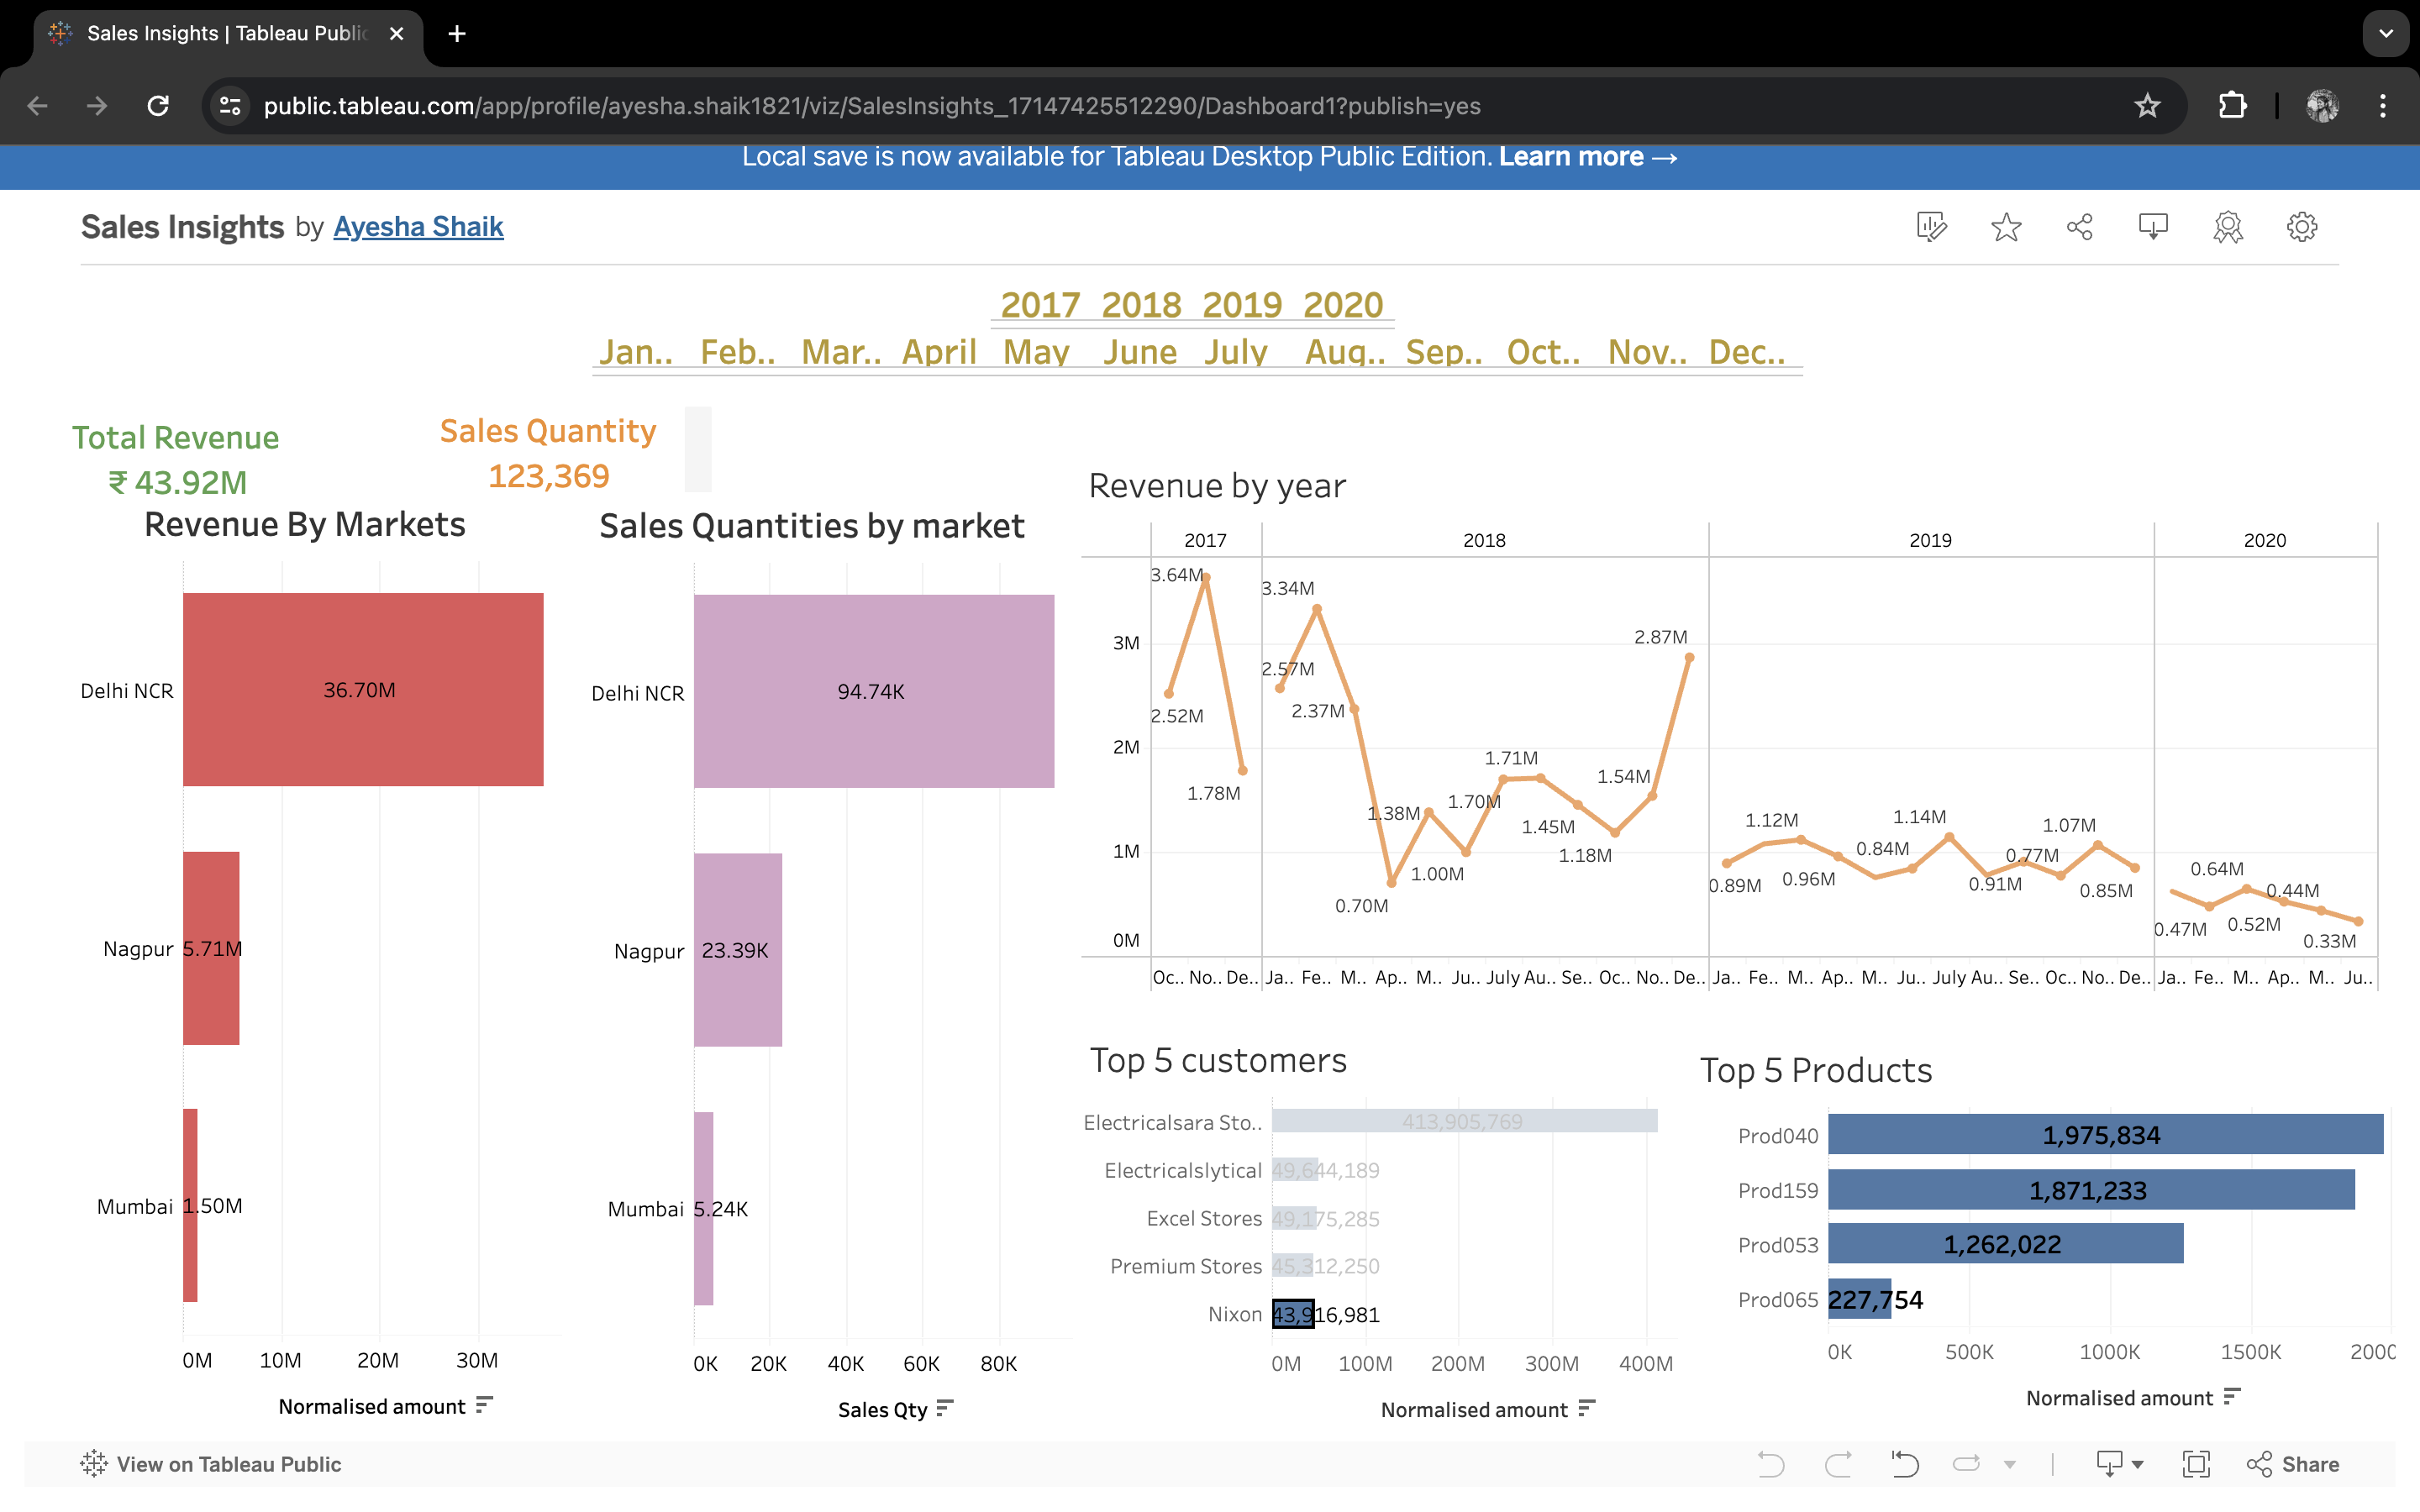 Sales Insights | Tableau Public
public.tableau.com/app/profile/ayesha.shaik1821/viz/SalesInsights_17147425512290/Dashboard1?publish=yes
Local save is now available for Tableau Desktop Public Edition. Learn more →
Sales Insights by Ayesha Shaik
2017 2018 2019 2020
Jan.. Feb.. Mar.. April May June July Aug.. Sep.. Oct.. Nov.. Dec..
Total Revenue
₹ 43.92M
Sales Quantity
123,369
Revenue By Markets
Delhi NCR 36.70M
Nagpur 5.71M
Mumbai 1.50M
0M 10M 20M 30M
Normalised amount
Sales Quantities by market
Delhi NCR 94.74K
Nagpur 23.39K
Mumbai 5.24K
0K 20K 40K 60K 80K
Sales Qty
Revenue by year
2017 2018 2019 2020
3M
2M
1M
0M
3.64M
2.52M
1.78M
3.34M
2.57M
2.37M
0.70M
1.38M
1.00M
1.70M
1.71M
1.45M
1.18M
1.54M
2.87M
0.89M
1.12M
0.96M
0.84M
1.14M
0.91M
0.77M
1.07M
0.85M
0.47M
0.64M
0.52M
0.44M
0.33M
Oc.. No.. De.. Ja.. Fe.. M.. Ap.. M.. Ju.. July Au.. Se.. Oc.. No.. De.. Ja.. Fe.. M.. Ap.. M.. Ju.. July Au.. Se.. Oc.. No.. De.. Ja.. Fe.. M.. Ap.. M.. Ju..
Top 5 customers
Electricalsara Sto.. 413,905,769
Electricalslytical 49,644,189
Excel Stores 49,175,285
Premium Stores 45,312,250
Nixon 43,916,981
0M 100M 200M 300M 400M
Normalised amount
Top 5 Products
Prod040 1,975,834
Prod159 1,871,233
Prod053 1,262,022
Prod065 227,754
0K 500K 1000K 1500K 2000
Normalised amount
View on Tableau Public
Share